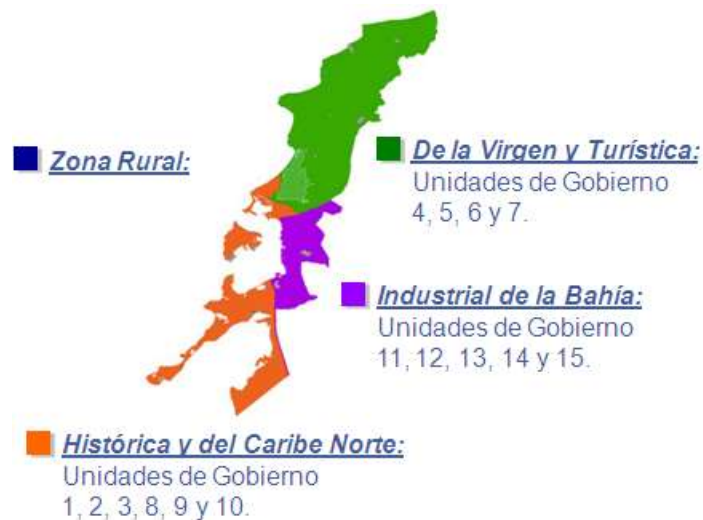 Zona Rural:
De la Virgen y Turística:
Unidades de Gobierno
4, 5, 6 y 7.
Industrial de la Bahía:
Unidades de Gobierno
11, 12, 13, 14 y 15.
Histórica y del Caribe Norte:
Unidades de Gobierno
1, 2, 3, 8, 9 y 10.